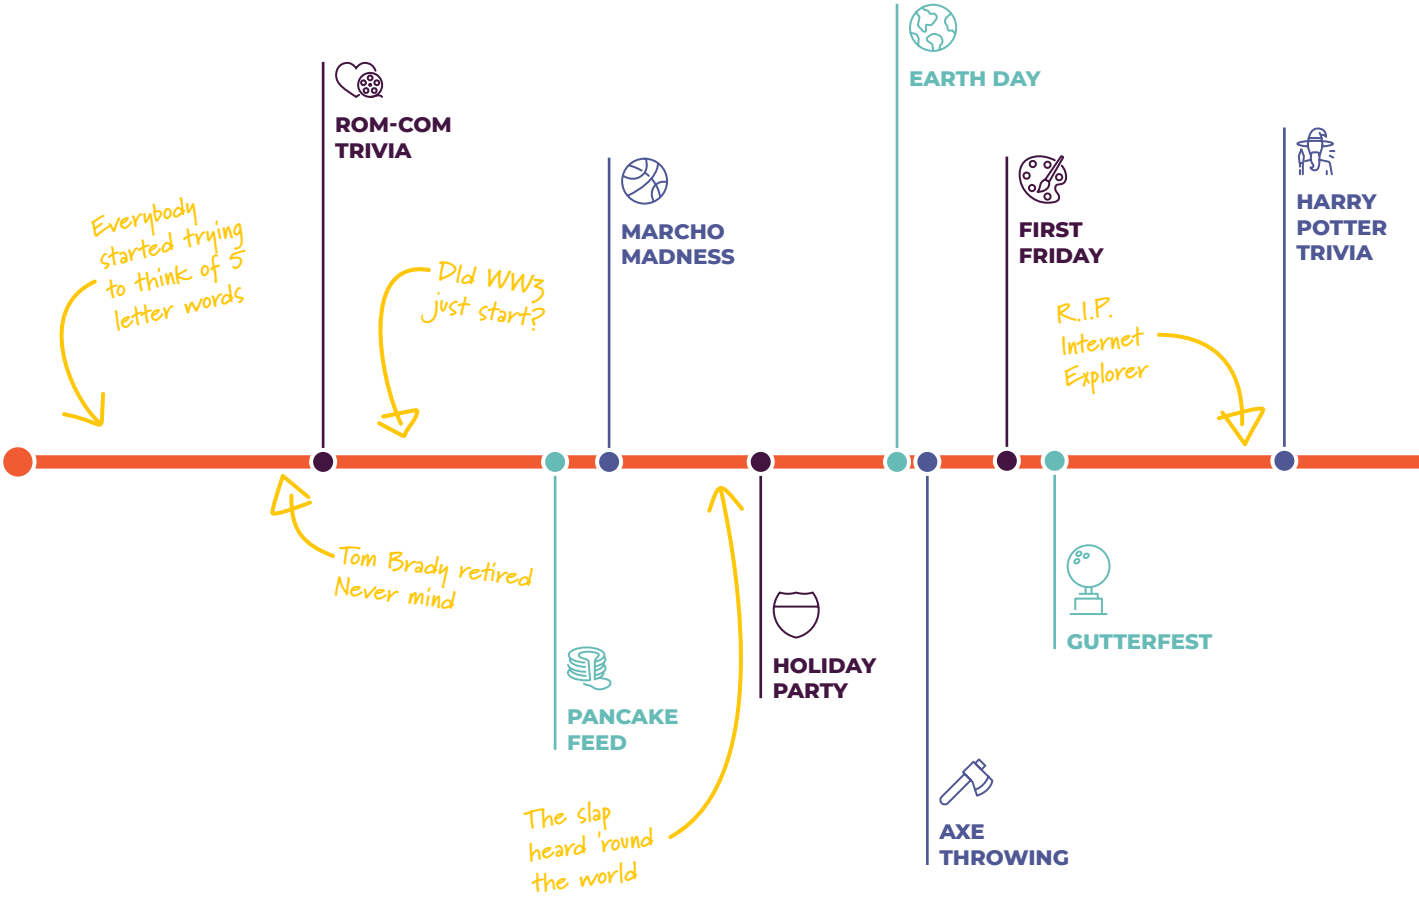 EARTH DAY
ROM-COM
TRIVIA
MARCHO
MADNESS
FIRST
FRIDAY
HARRY
POTTER
TRIVIA
Everybody
started trying
to think of 5
letter words
DId WW3
just start?
R.I.P.
Internet
Explorer
Tom Brady retired
Never mind
PANCAKE
FEED
HOLIDAY
PARTY
GUTTERFEST
The slap
heard 'round
the world
AXE
THROWING